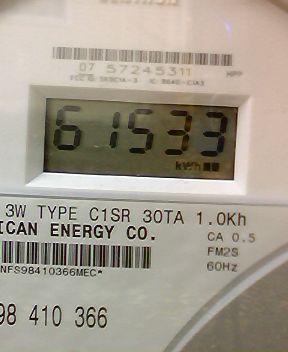 07 57245311
HPP
61533
kWh
3W TYPE C1SR 30TA 1.0Kh
ICAN ENERGY CO.
CA 0.5
FM2S
60Hz
NFS98410366MEC*
98 410 366